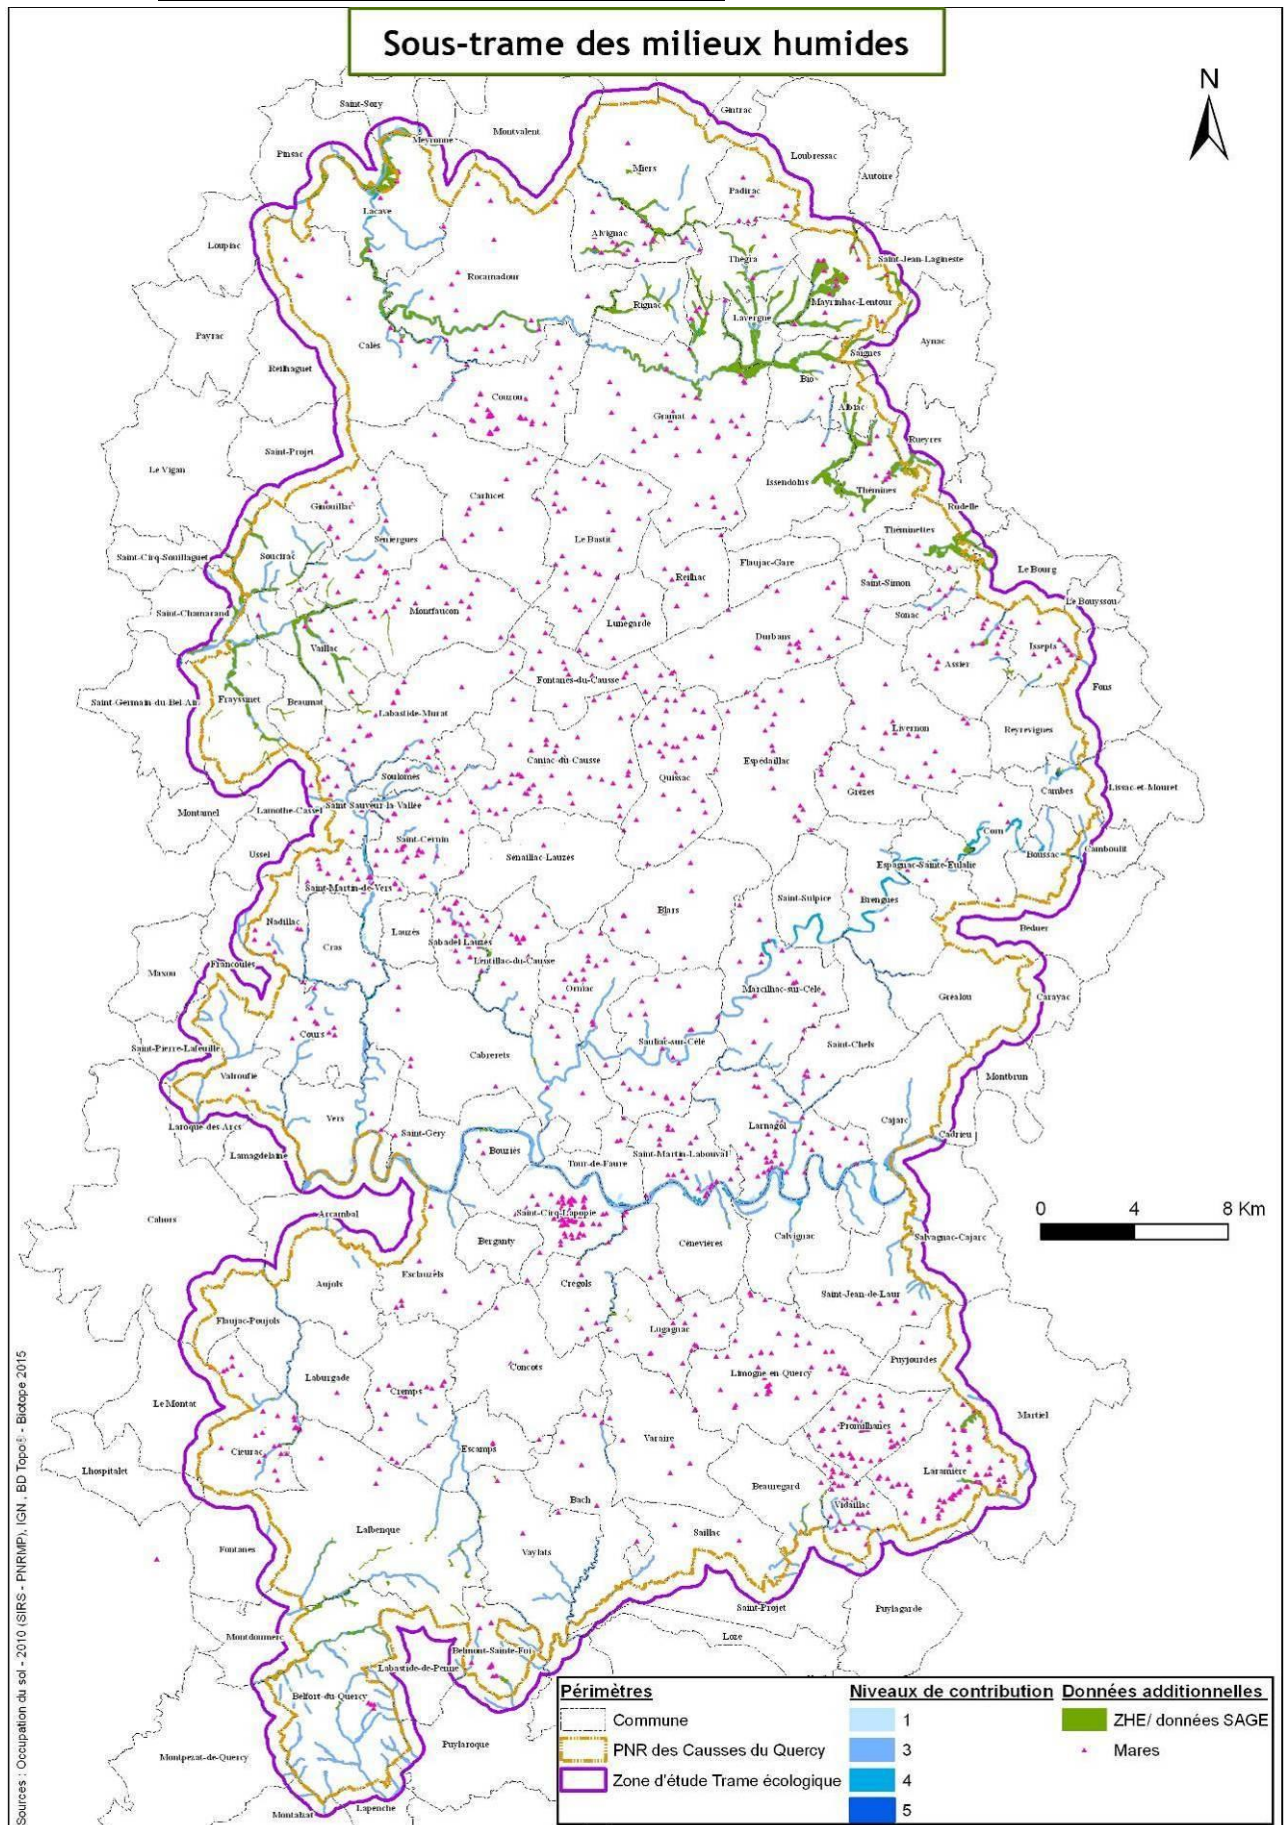 Sous-trame des milieux humides
N
Saint-Sozy
Gintrac
Montvalent
Meyronne
Pinsac
Loubressac
Miers
Autoire
Padirac
Lacave
Alvignac
Loupiac
Thégra
Saint-Jean-Lagineste
Rocamadour
Mayrinhac-Lentour
Rignac
Lavergne
Payrac
Calès
Aynac
Saignes
Reilhaguet
Bio
Couzou
Albiac
Gramat
Rueyres
Saint-Projet
Le Vigan
Issendolus
Thémines
Carlucet
Ginouillac
Rudelle
Théminettes
Séniergues
Le Bastit
Saint-Cirq-Souillaguet
Soucirac
Flaujac-Gare
Le Bourg
Reilhac
Saint-Simon
Le Bouyssou
Saint-Chamarand
Montfaucon
Sonac
Lunegarde
Durbans
Vaillac
Issepts
Assier
Fontanes-du-Causse
Fons
Saint-Germain-du-Bel-Air
Frayssinet
Beaumat
Labastide-Murat
Livernon
Reyrevignes
Caniac-du-Causse
Espédaillac
Soulomès
Quissac
Lissac-et-Mouret
Grèzes
Cambes
Saint Sauveur-la-Vallée
Montamel
Lamothe-Cassel
Corn
Saint-Cernin
Camboulit
Ussel
Sénaillac-Lauzès
Boussac
Espagnac-Sainte-Eulalie
Saint-Martin-de-Vers
Saint-Sulpice
Brengues
Blars
Nadillac
Béduer
Lauzès
Cras
Sabadel Lauzès
Lentillac-du-Causse
Francoulès
Maxou
Orniac
Marcilhac-sur-Célé
Gréalou
Carayac
Cours
Sauliac-sur-Célé
Saint-Chels
Saint-Pierre-Lafeuille
Cabrerets
Valroufié
Montbrun
Vers
Larnagol
Cajarc
Laroque-des-Arcs
Saint-Géry
Cadrieu
Lamagdelaine
Bouziès
Saint-Martin-Labouval
Tour-de-Faure
Cahors
Arcambal
Saint-Cirq-Lapopie
0 4 8 Km
Berganty
Cénevières
Calvignac
Salvagnac-Cajarc
Esclauzels
Aujols
Crégols
Saint-Jean-de-Laur
Flaujac-Poujols
Lugagnac
Puyjourdes
Concots
Limogne-en-Quercy
Laburgade
Cremps
Le Montat
Martiel
Promilhanes
Varaire
Cieurac
Escamps
Lhospitalet
Laramière
Beauregard
Bach
Vidaillac
Lalbenque
Saillac
Fontanes
Vaylats
Saint-Projet
Puylagarde
Loze
Montdoumerc
Belmont-Sainte-Foi
Labastide-de-Penne
Belfort-du-Quercy
Puylaroque
Montpezat-de-Quercy
Lapenche
Montalzat
Périmètres
Commune
PNR des Causses du Quercy
Zone d'étude Trame écologique
Niveaux de contribution
1
3
4
5
Données additionnelles
ZHE/ données SAGE
Mares
Sources : Occupation du sol - 2010 (SIRS - PNRMP), IGN , BD Topo® - Biotope 2015